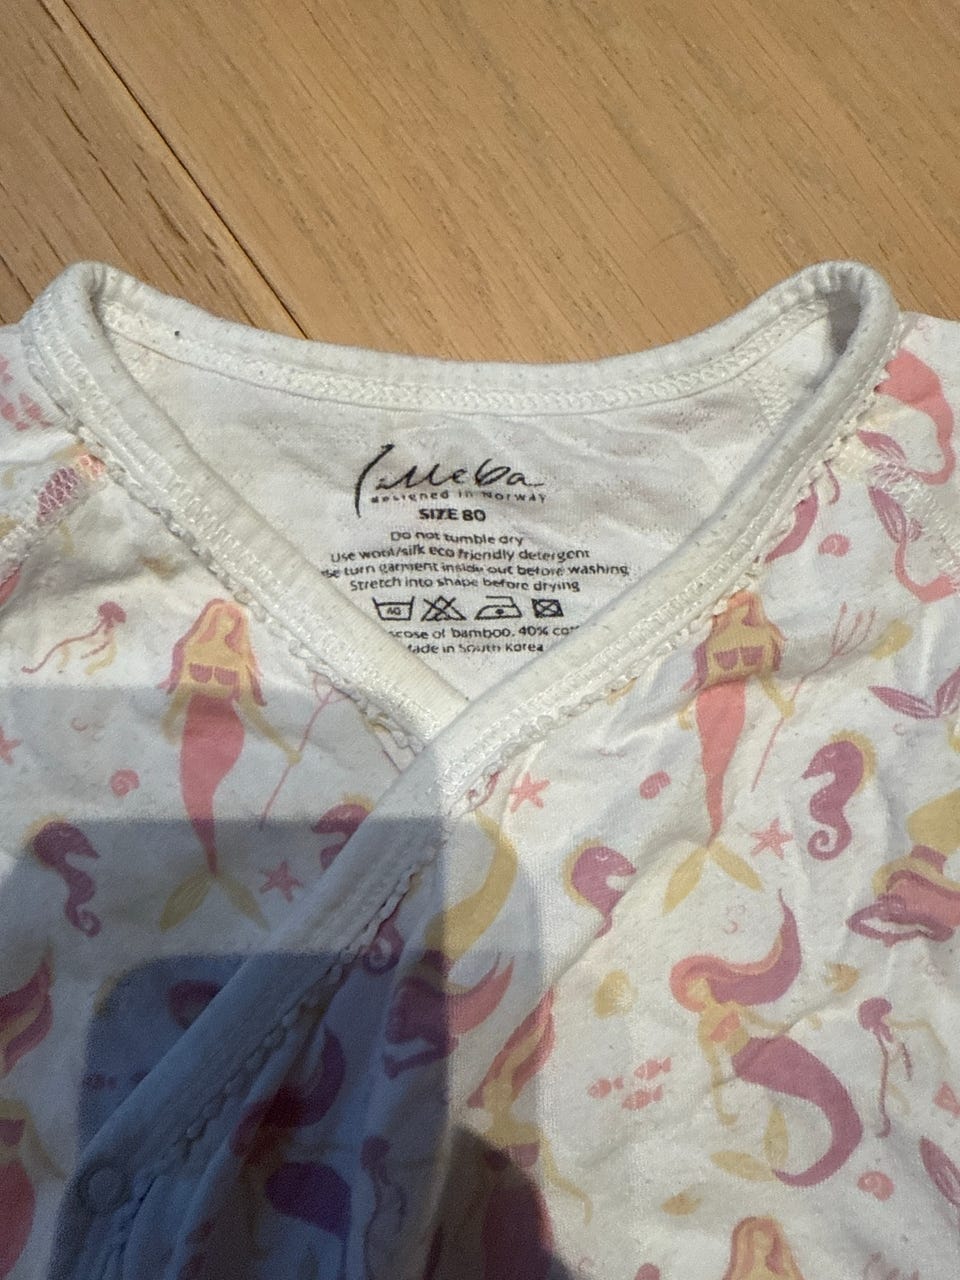 designed in Norway
SIZE 80
Do not tumble dry
Use wool/silk eco friendly detergent
turn garment inside out before washing
Stretch into shape before drying
40
of bamboo. 40%
in South Korea